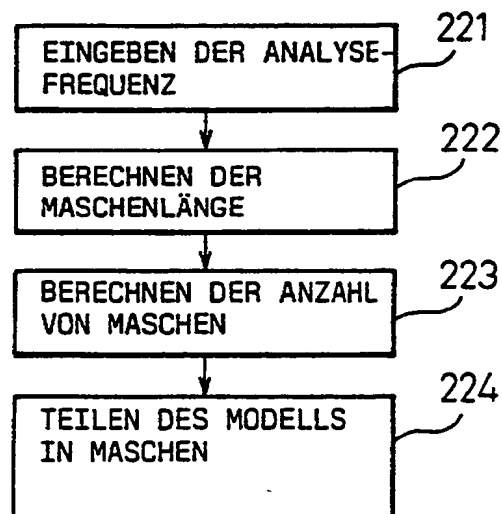 221
EINGEBEN DER ANALYSE-
FREQUENZ
222
BERECHNEN DER
MASCHENLÄNGE
223
BERECHNEN DER ANZAHL
VON MASCHEN
224
TEILEN DES MODELLS
IN MASCHEN